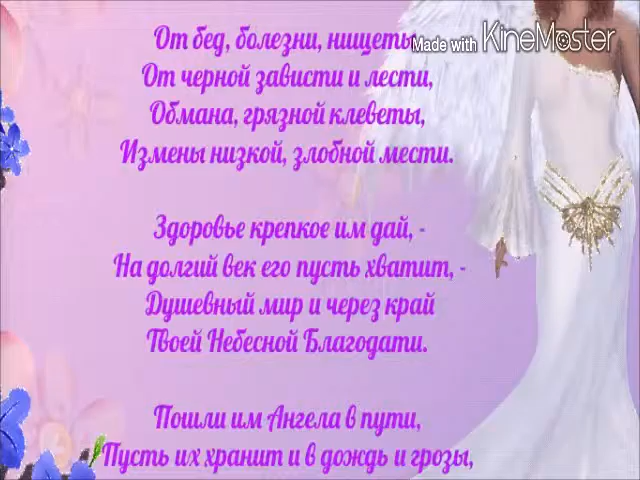 От бед, болезни, нищеты
Made with KineMaster
От черной зависти и лести,
Обмана, грязной клеветы,
Измены низкой, злобной мести.
Здоровье крепкое им дай, -
На долгий век его пусть хватит, -
Душевный мир и через край
Твоей Небесной Благодати.
Пошли им Ангела в пути,
Пусть их хранит и в дождь и грозы,